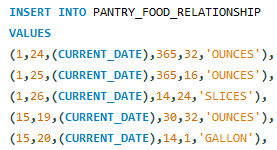 INSERT INTO PANTRY_FOOD_RELATIONSHIP
VALUES
(1,24,(CURRENT_DATE),365,32,'OUNCES'),
(1,25,(CURRENT_DATE),365,16,'OUNCES'),
(1,26,(CURRENT_DATE),14,24,'SLICES'),
(15,19,(CURRENT_DATE),30,32,'OUNCES'),
(15,20,(CURRENT_DATE),14,1,'GALLON'),